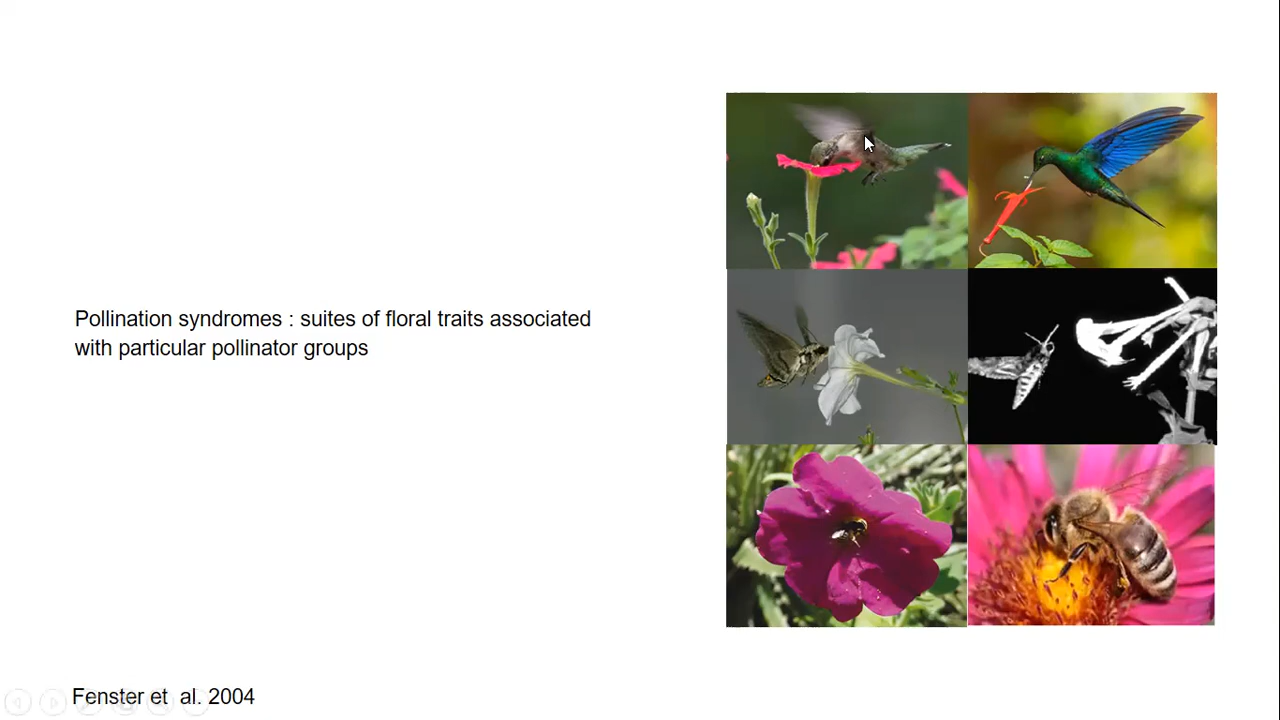 Pollination syndromes : suites of floral traits associated
with particular pollinator groups
Fenster et  al. 2004